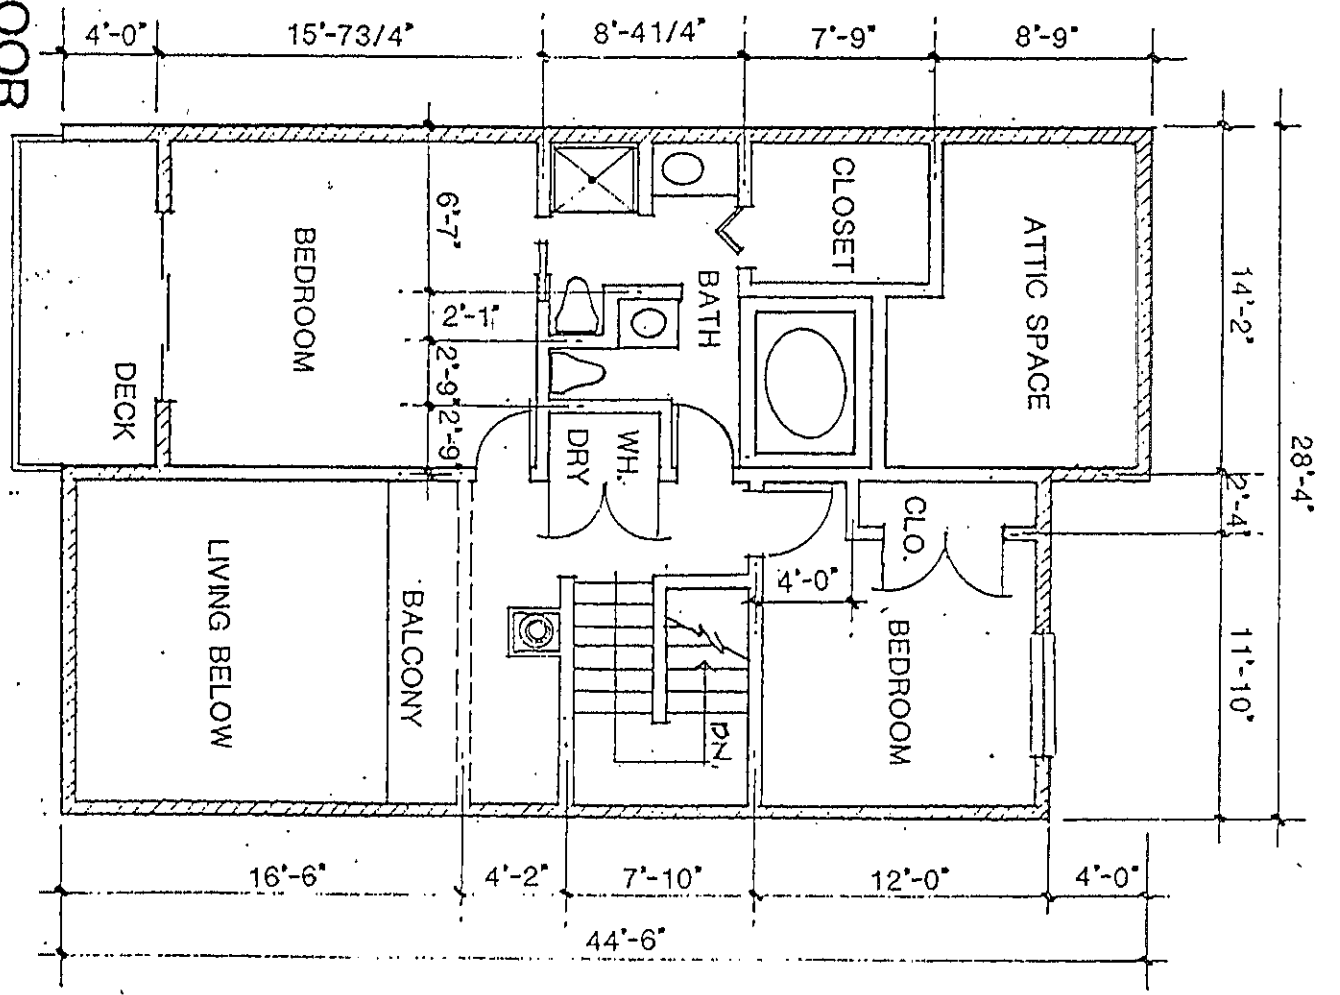 OOR
4'-0"
15'-73/4"
8'-41/4"
7'-9"
8'-9"
6'-7"
2'-1"
2'-9"
2'-9"
BEDROOM
DECK
CLOSET
BATH
ATTIC SPACE
WH.
DRY
CLO.
4'-0"
LIVING BELOW
BALCONY
BEDROOM
DN.
14'-2"
2'-4"
11'-10"
28'-4"
16'-6"
4'-2"
7'-10"
12'-0"
4'-0"
44'-6"